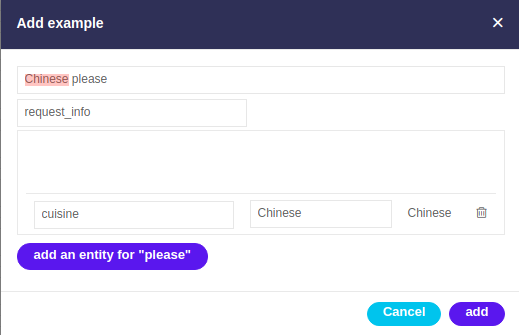 Add example
Chinese please
request_info
cuisine Chinese Chinese
add an entity for "please"
Cancel add